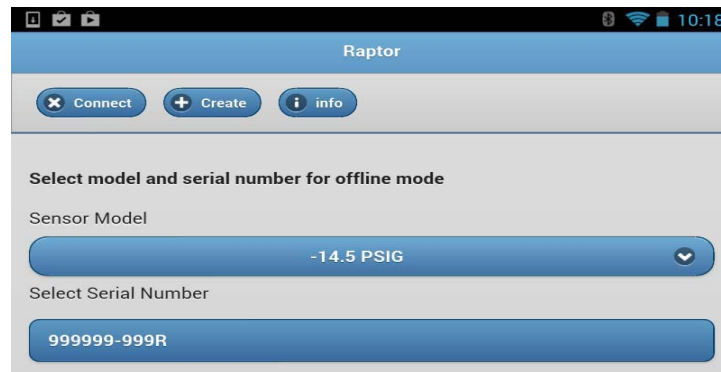 10:18
Raptor
Connect Create info
Select model and serial number for offline mode
Sensor Model
-14.5 PSIG
Select Serial Number
999999-999R